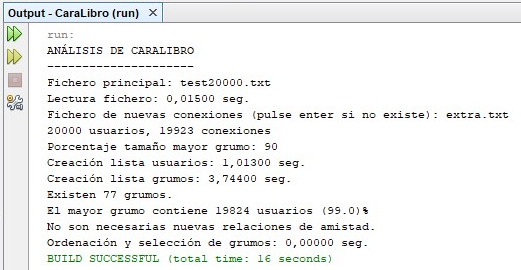 Output - CaraLibro (run) ×
run:
ANÁLISIS DE CARALIBRO
---------------------
Fichero principal: test20000.txt
Lectura fichero: 0,01500 seg.
Fichero de nuevas conexiones (pulse enter si no existe): extra.txt
20000 usuarios, 19923 conexiones
Porcentaje tamaño mayor grumo: 90
Creación lista usuarios: 1,01300 seg.
Creación lista grumos: 3,74400 seg.
Existen 77 grumos.
El mayor grumo contiene 19824 usuarios (99.0)%
No son necesarias nuevas relaciones de amistad.
Ordenación y selección de grumos: 0,00000 seg.
BUILD SUCCESSFUL (total time: 16 seconds)